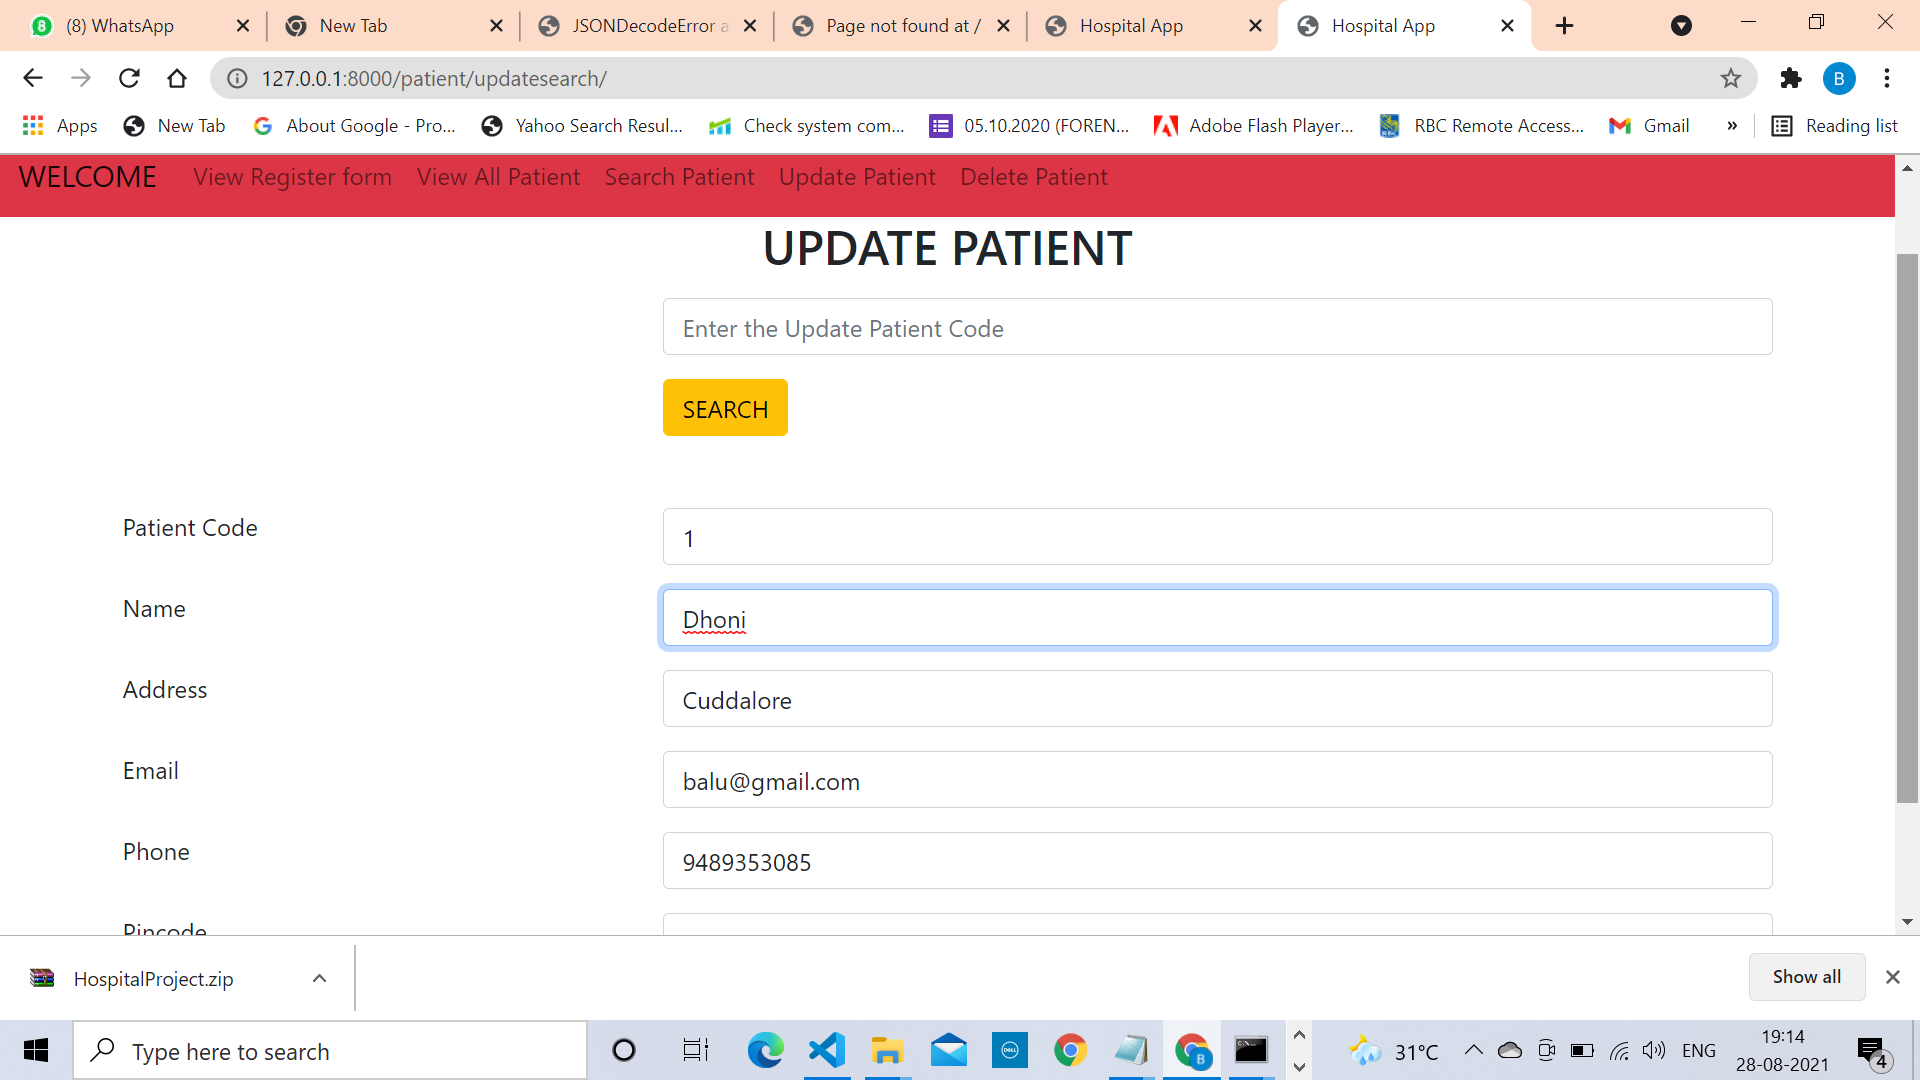 8 (8) WhatsApp New Tab JSONDecodeError a Page not found at / Hospital App Hospital App
127.0.0.1:8000/patient/updatesearch/ B
Apps New Tab About Google - Pro... Yahoo Search Resul... Check system com... 05.10.2020 (FOREN... Adobe Flash Player... RBC Remote Access... Gmail » Reading list
WELCOME View Register form View All Patient Search Patient Update Patient Delete Patient
UPDATE PATIENT
Enter the Update Patient Code
SEARCH
Patient Code 1
Name Dhoni
Address Cuddalore
Email balu@gmail.com
Phone 9489353085
Pincode
HospitalProject.zip Show all
Type here to search DELL B 31°C ENG 19:14
28-08-2021 4